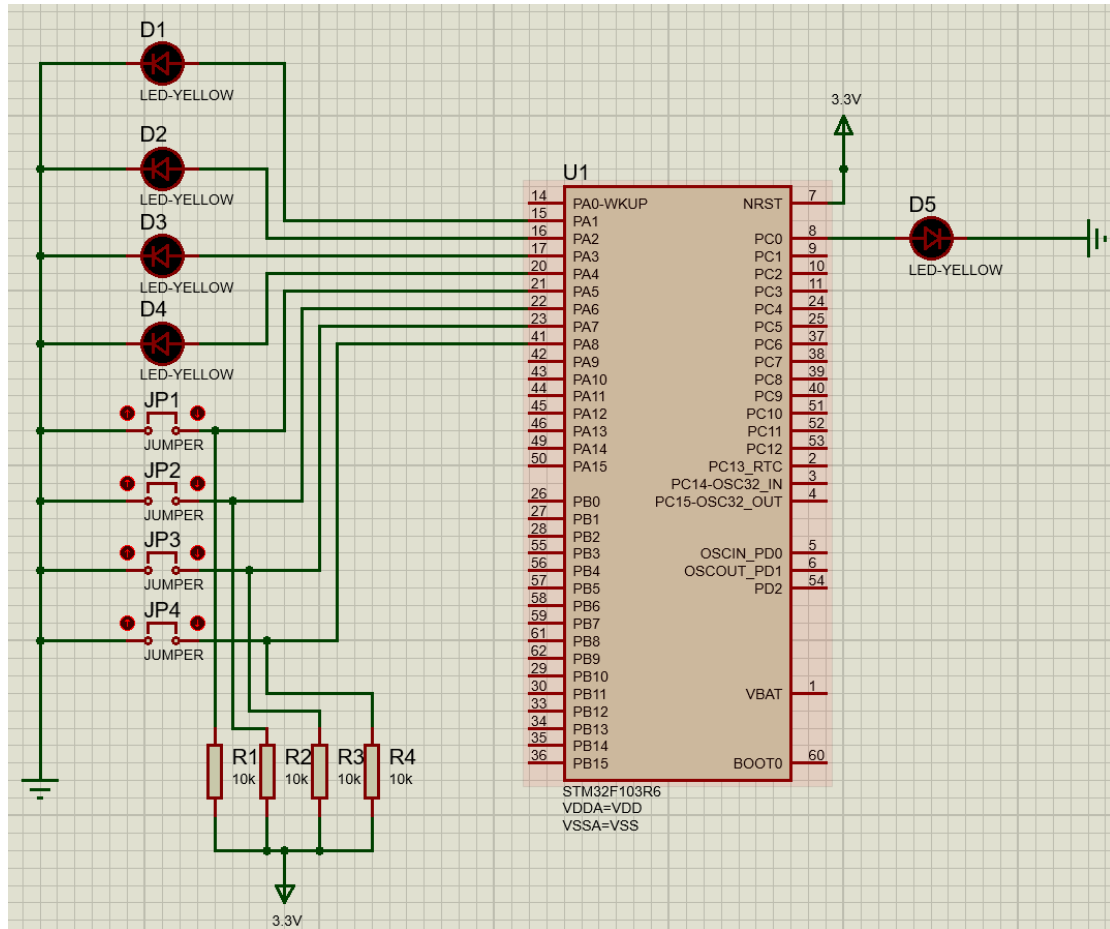 D1
LED-YELLOW
D2
LED-YELLOW
D3
LED-YELLOW
D4
LED-YELLOW
JP1
JUMPER
JP2
JUMPER
JP3
JUMPER
JP4
JUMPER
R1
10k
R2
10k
R3
10k
R4
10k
3.3V
U1
14 PA0-WKUP
15 PA1
16 PA2
17 PA3
20 PA4
21 PA5
22 PA6
23 PA7
41 PA8
42 PA9
43 PA10
44 PA11
45 PA12
46 PA13
49 PA14
50 PA15
26 PB0
27 PB1
28 PB2
55 PB3
56 PB4
57 PB5
58 PB6
59 PB7
61 PB8
62 PB9
29 PB10
30 PB11
33 PB12
34 PB13
35 PB14
36 PB15
NRST 7
PC0 8
PC1 9
PC2 10
PC3 11
PC4 24
PC5 25
PC6 37
PC7 38
PC8 39
PC9 40
PC10 51
PC11 52
PC12 53
PC13_RTC 2
PC14-OSC32_IN 3
PC15-OSC32_OUT 4
OSCIN_PD0 5
OSCOUT_PD1 6
PD2 54
VBAT 1
BOOT0 60
STM32F103R6
VDDA=VDD
VSSA=VSS
3.3V
D5
LED-YELLOW